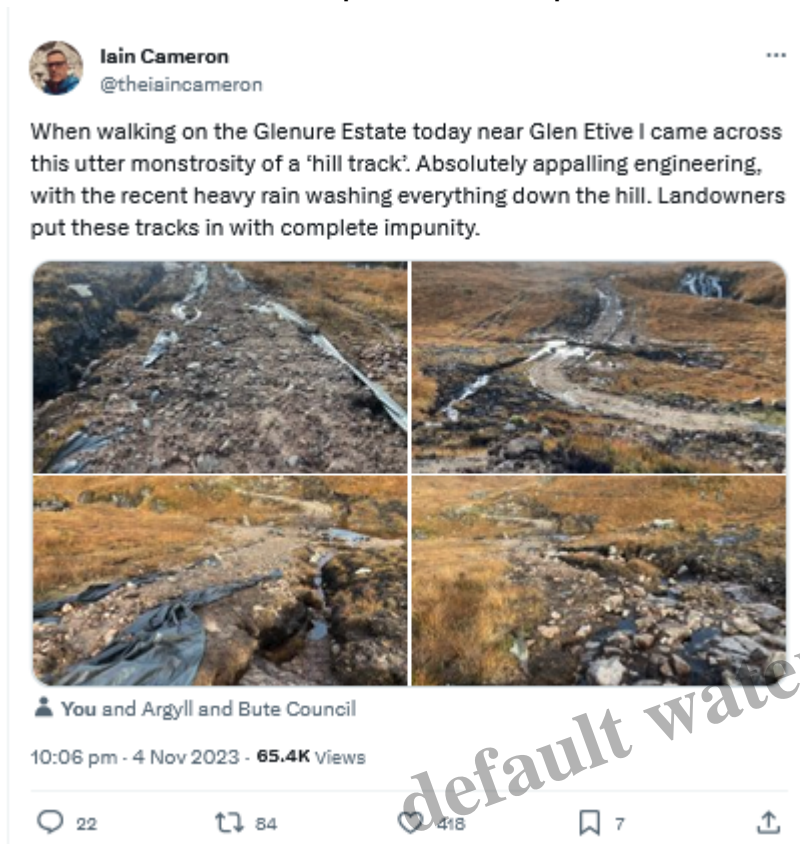 Iain Cameron
@theiaincameron
When walking on the Glenure Estate today near Glen Etive I came across
this utter monstrosity of a ‘hill track’. Absolutely appalling engineering,
with the recent heavy rain washing everything down the hill. Landowners
put these tracks in with complete impunity.
You and Argyll and Bute Council
10:06 pm · 4 Nov 2023 · 65.4K Views
22 84 418 7
default wate